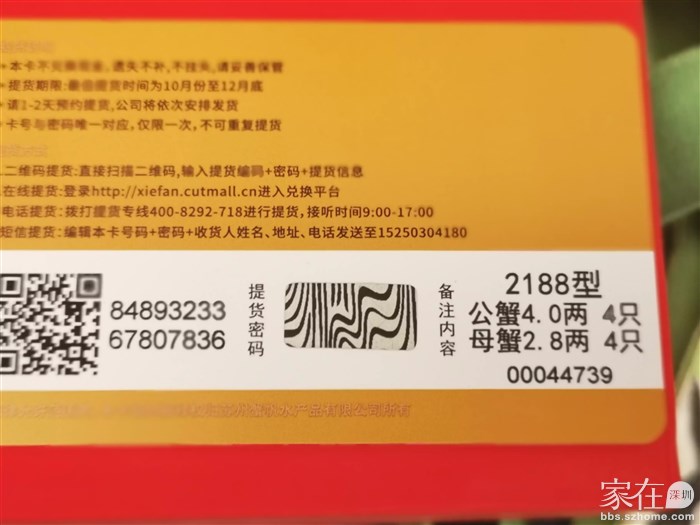 +本卡不兑换现金,遗失不补,不挂失,请妥善保管
+提货期限:最佳提货时间为10月份至12月底
+请1-2天预约提货,公司将依次安排发货
+卡号与密码唯一对应,仅限一次,不可重复提货
二维码提货:直接扫描二维码,输入提货编码+密码+提货信息
在线提货:登录http://xiefan.cutmall.cn进入兑换平台
电话提货:拨打提货专线400-8292-718进行提货,接听时间9:00-17:00
短信提货:编辑本卡号码+密码+收货人姓名、地址、电话发送至15250304180
84893233
67807836
提货密码
备注内容
2188型
公蟹4.0两 4只
母蟹2.8两 4只
00044739
水产品有限公司所有
家在深圳
bbs.szhome.com